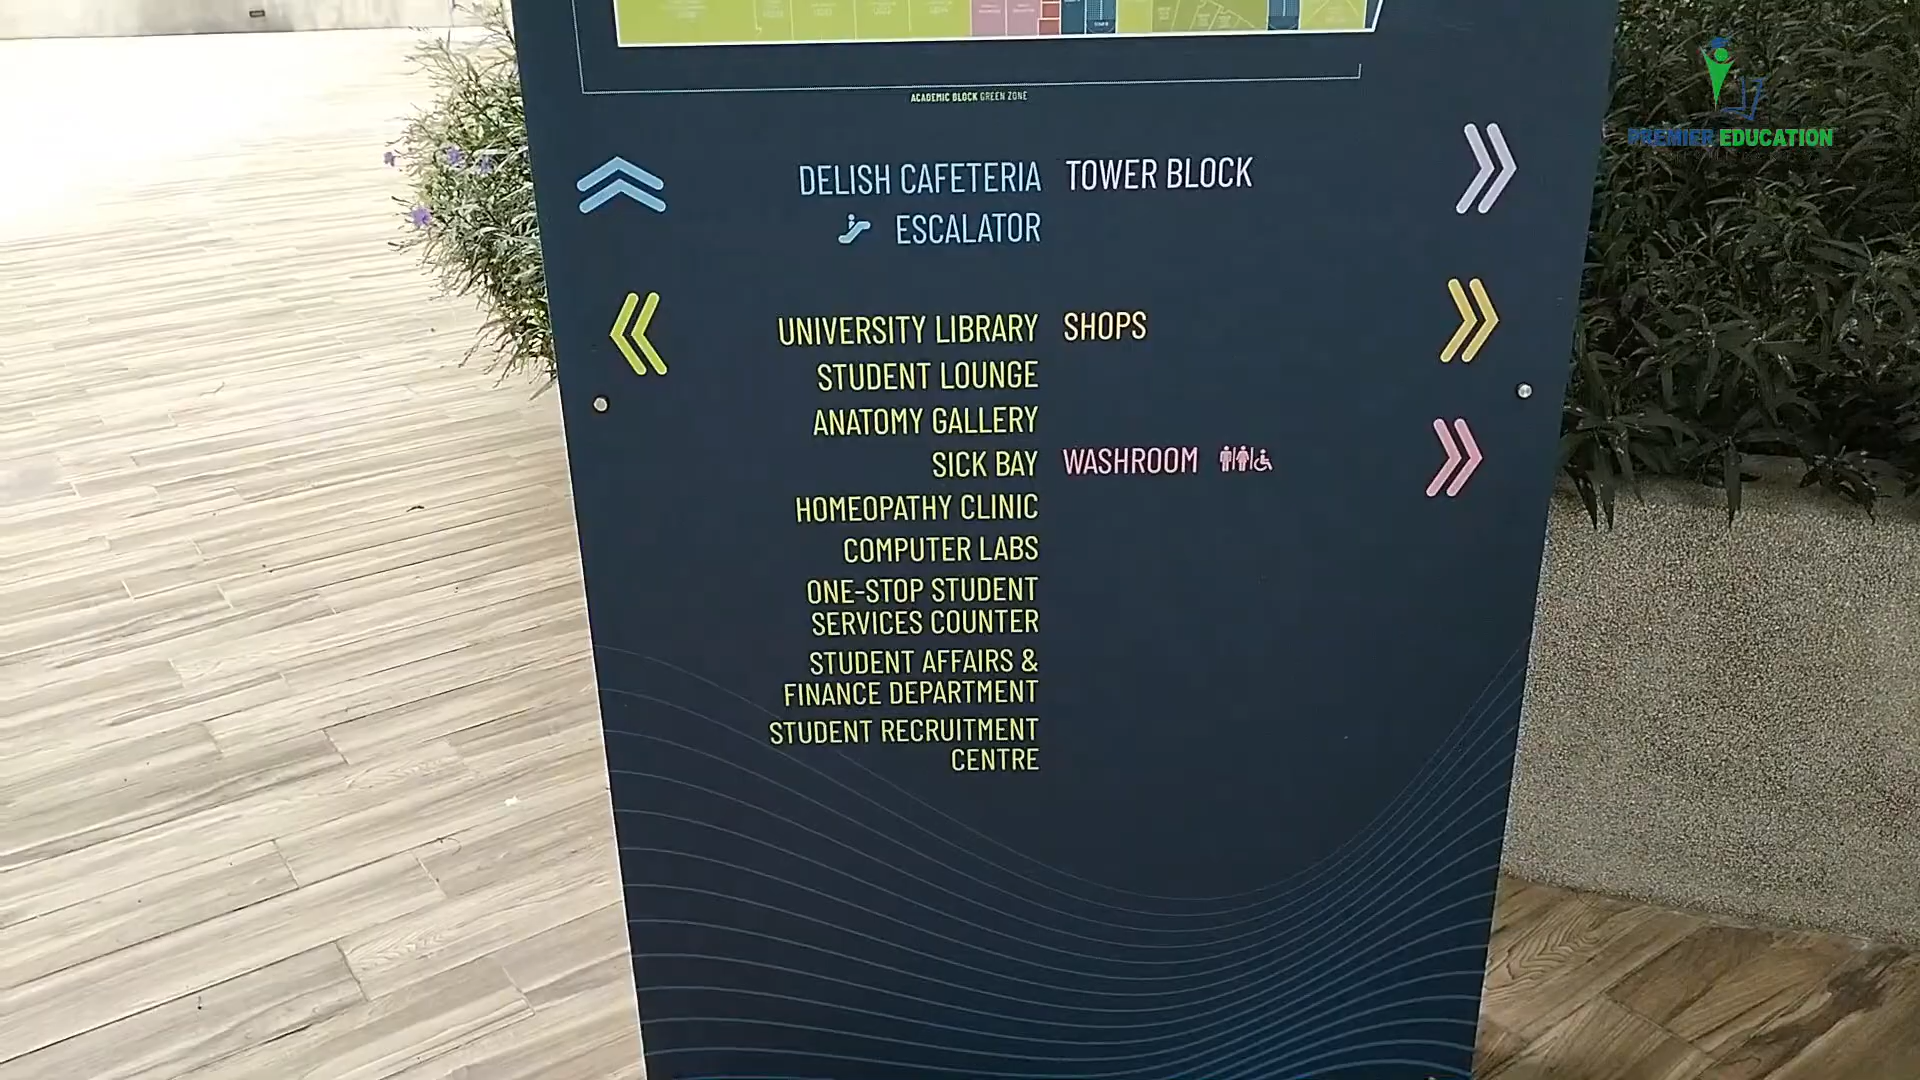 ACADEMIC BLOCK GREEN ZONE
PREMIER EDUCATION
DELISH CAFETERIA
ESCALATOR
UNIVERSITY LIBRARY
STUDENT LOUNGE
ANATOMY GALLERY
SICK BAY
HOMEOPATHY CLINIC
COMPUTER LABS
ONE-STOP STUDENT
SERVICES COUNTER
STUDENT AFFAIRS &
FINANCE DEPARTMENT
STUDENT RECRUITMENT
CENTRE
TOWER BLOCK
SHOPS
WASHROOM